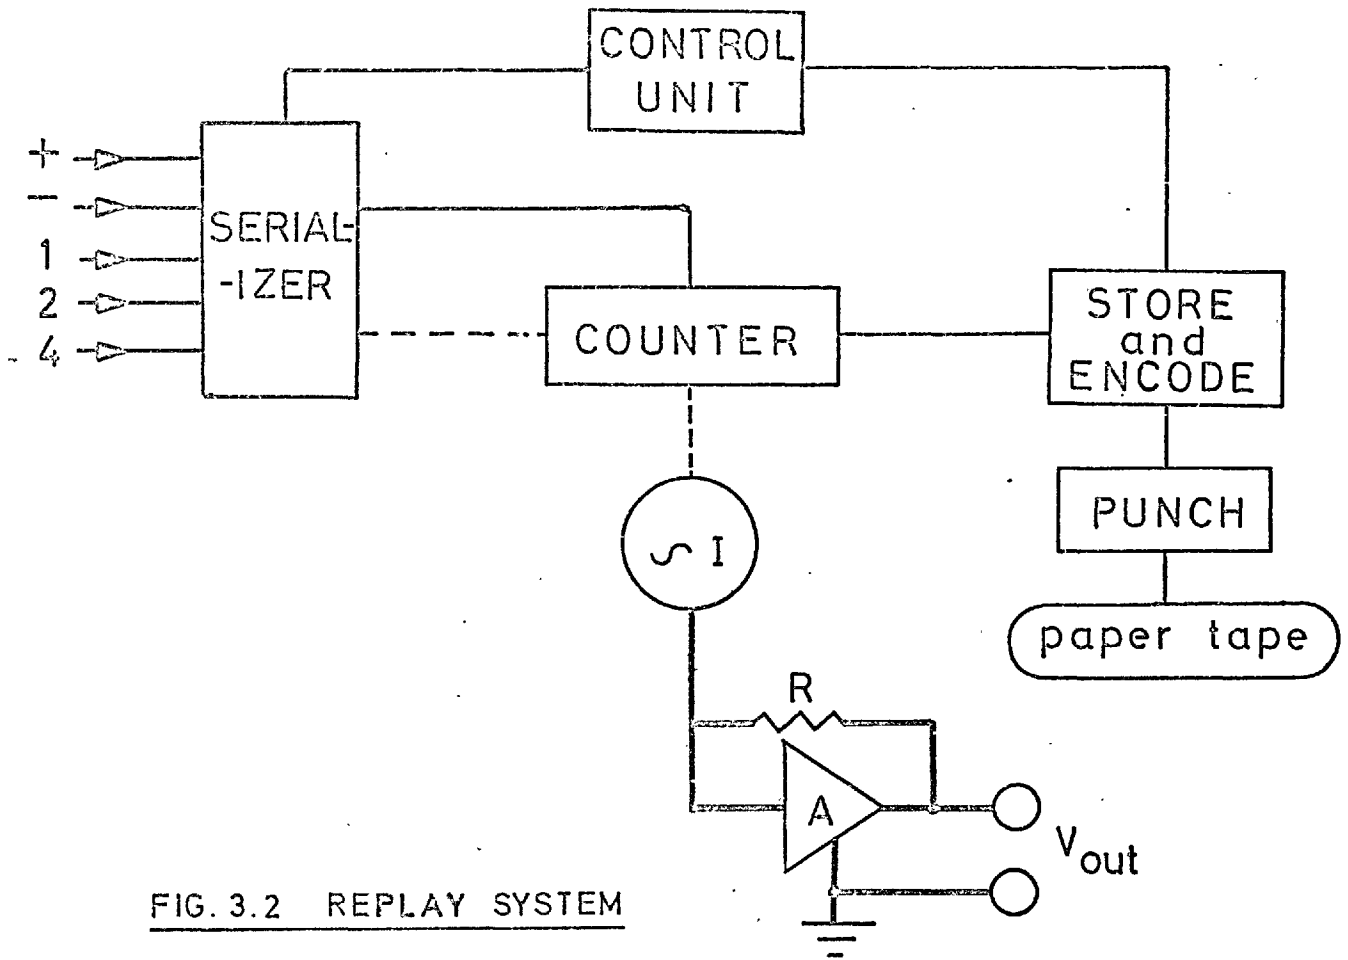 CONTROL
UNIT
+
−
1
2
4
SERIAL-
-IZER
COUNTER
STORE
and
ENCODE
PUNCH
paper tape
∽ I
R
A
Vout
FIG. 3.2 REPLAY SYSTEM